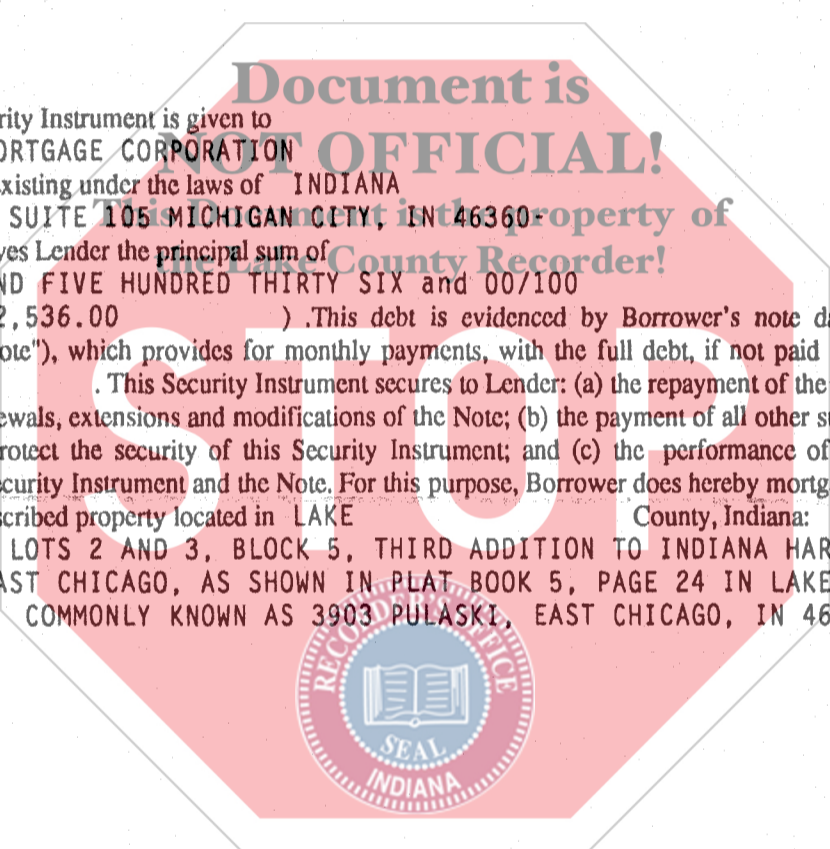 Document is
rity Instrument is given to
NOT OFFICIAL!
ORTGAGE CORPORATION
xisting under the laws of INDIANA
This Document is the property of
SUITE 105 MICHIGAN CITY, IN 46360-
yes Lender the principal sum of
the Lake County Recorder!
ND FIVE HUNDRED THIRTY SIX and 00/100
2,536.00 ) .This debt is evidenced by Borrower's note da
ote"), which provides for monthly payments, with the full debt, if not paid
. This Security Instrument secures to Lender: (a) the repayment of the
ewals, extensions and modifications of the Note; (b) the payment of all other su
rotect the security of this Security Instrument; and (c) the performance of
curity Instrument and the Note. For this purpose, Borrower does hereby mortg
scribed property located in LAKE County, Indiana:
LOTS 2 AND 3, BLOCK 5, THIRD ADDITION TO INDIANA HAR
AST CHICAGO, AS SHOWN IN PLAT BOOK 5, PAGE 24 IN LAKE
COMMONLY KNOWN AS 3903 PULASKI, EAST CHICAGO, IN 46
STOP
RECORDER'S OFFICE
SEAL
INDIANA